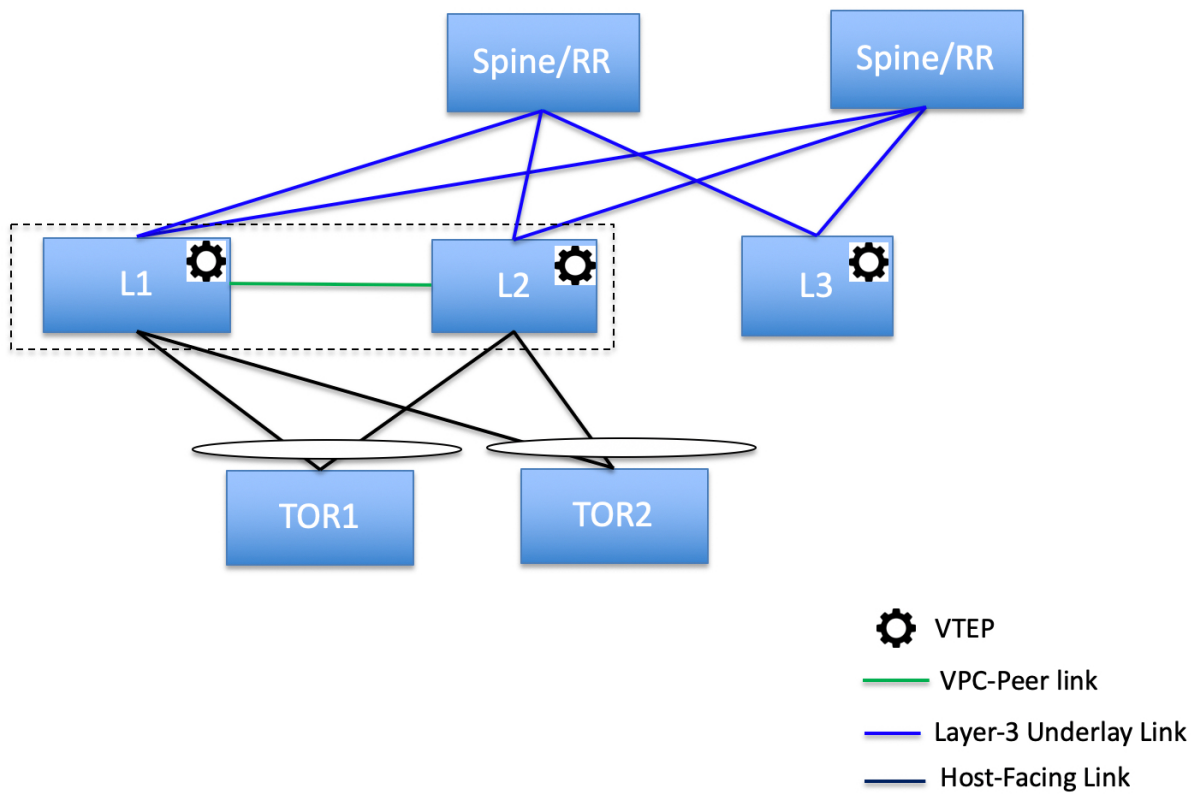 Spine/RR
Spine/RR
L1
L2
L3
TOR1
TOR2
VTEP
VPC-Peer link
Layer-3 Underlay Link
Host-Facing Link